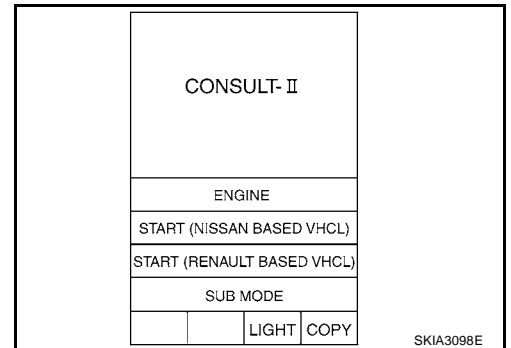 CONSULT-II
ENGINE
START (NISSAN BASED VHCL)
START (RENAULT BASED VHCL)
SUB MODE
LIGHT COPY
SKIA3098E